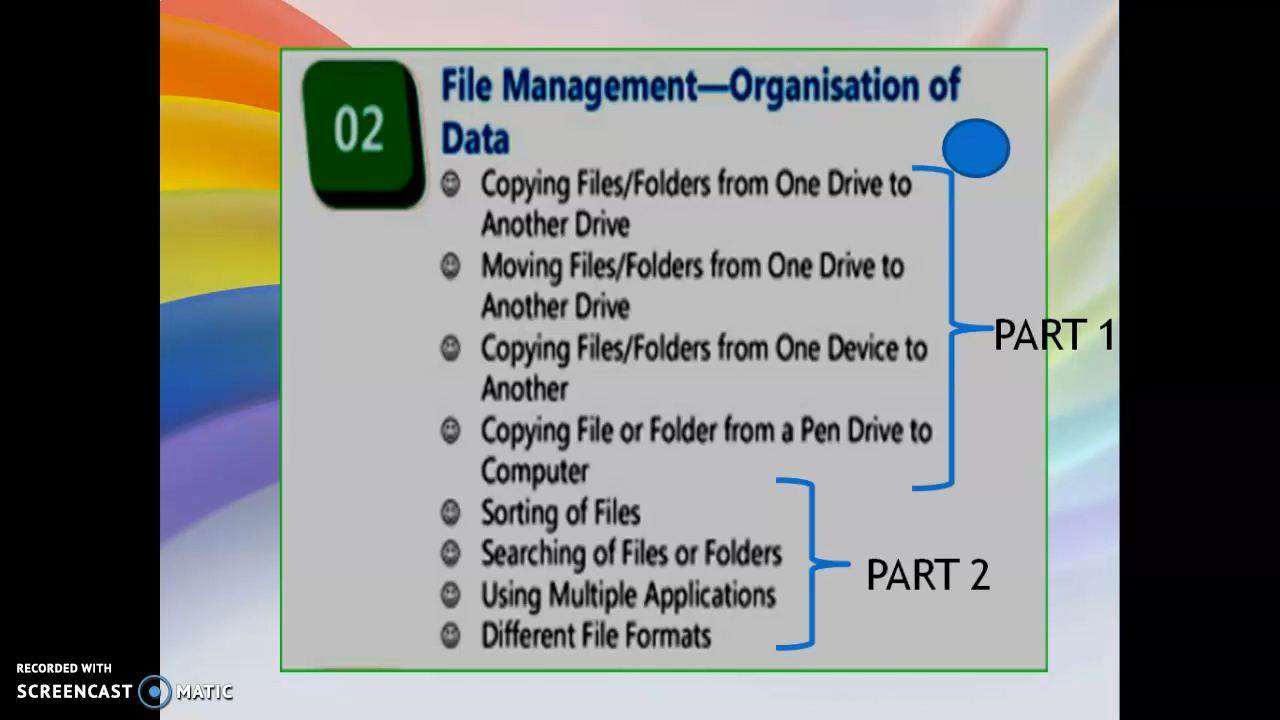 02
File Management—Organisation of
Data
Copying Files/Folders from One Drive to
Another Drive
Moving Files/Folders from One Drive to
Another Drive
Copying Files/Folders from One Device to
Another
Copying File or Folder from a Pen Drive to
Computer
PART 1
Sorting of Files
Searching of Files or Folders
Using Multiple Applications
Different File Formats
PART 2
RECORDED WITH
SCREENCAST MATIC